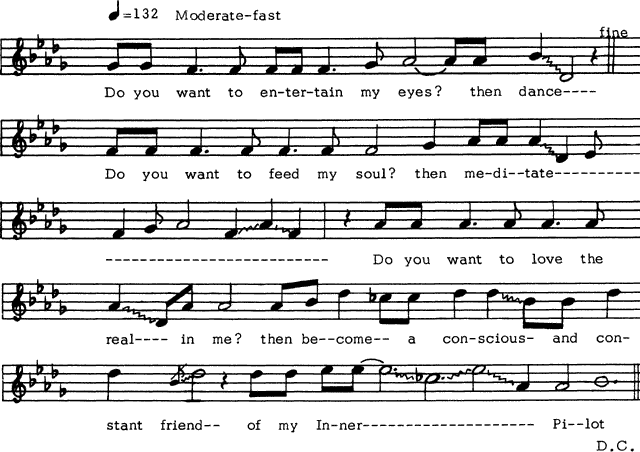 =132 Moderate-fast
fine
Do you want to en-ter-tain my eyes? then dance----
Do you want to feed my soul? then me-di--tate----------
--------------------------- Do you want to love the
real---- in me? then be--come-- a con-scious- and con-
stant friend-- of my In-ner-------------------- Pi--lot
D.C.